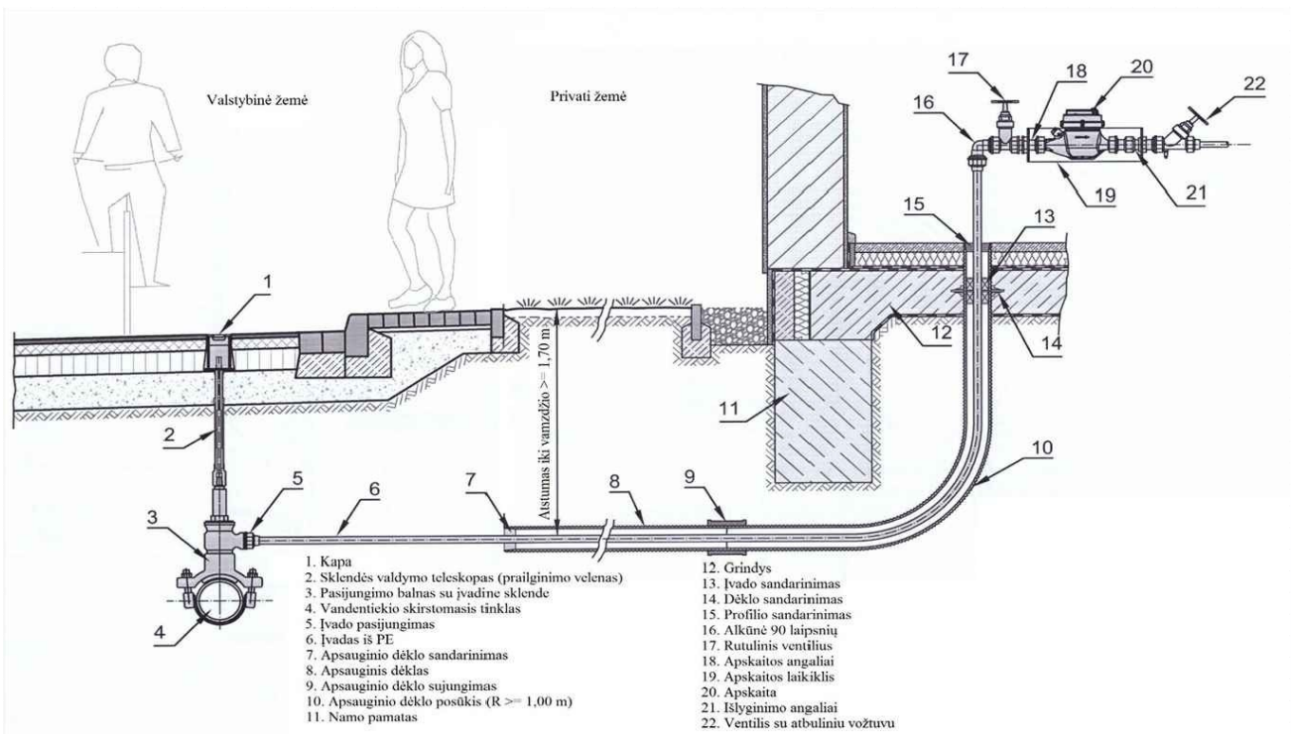 Valstybinė žemė
Privati žemė
17
18
20
22
16
19
21
15
13
1
12
14
2
11
10
Atstumas iki vamzdžio >= 1,70 m
3
5
6
7
8
9
4
1. Kapa
2. Sklendės valdymo teleskopas (prailginimo velenas)
3. Pasijungimo balnas su įvadine sklende
4. Vandentiekio skirstomasis tinklas
5. Įvado pasijungimas
6. Įvadas iš PE
7. Apsauginio dėklo sandarinimas
8. Apsauginis dėklas
9. Apsauginio dėklo sujungimas
10. Apsauginio dėklo posūkis (R >= 1,00 m)
11. Namo pamatas
12. Grindys
13. Įvado sandarinimas
14. Dėklo sandarinimas
15. Profilio sandarinimas
16. Alkūnė 90 laipsnių
17. Rutulinis ventilius
18. Apskaitos angaliai
19. Apskaitos laikiklis
20. Apskaita
21. Išlyginimo angaliai
22. Ventilis su atbuliniu vožtuvu